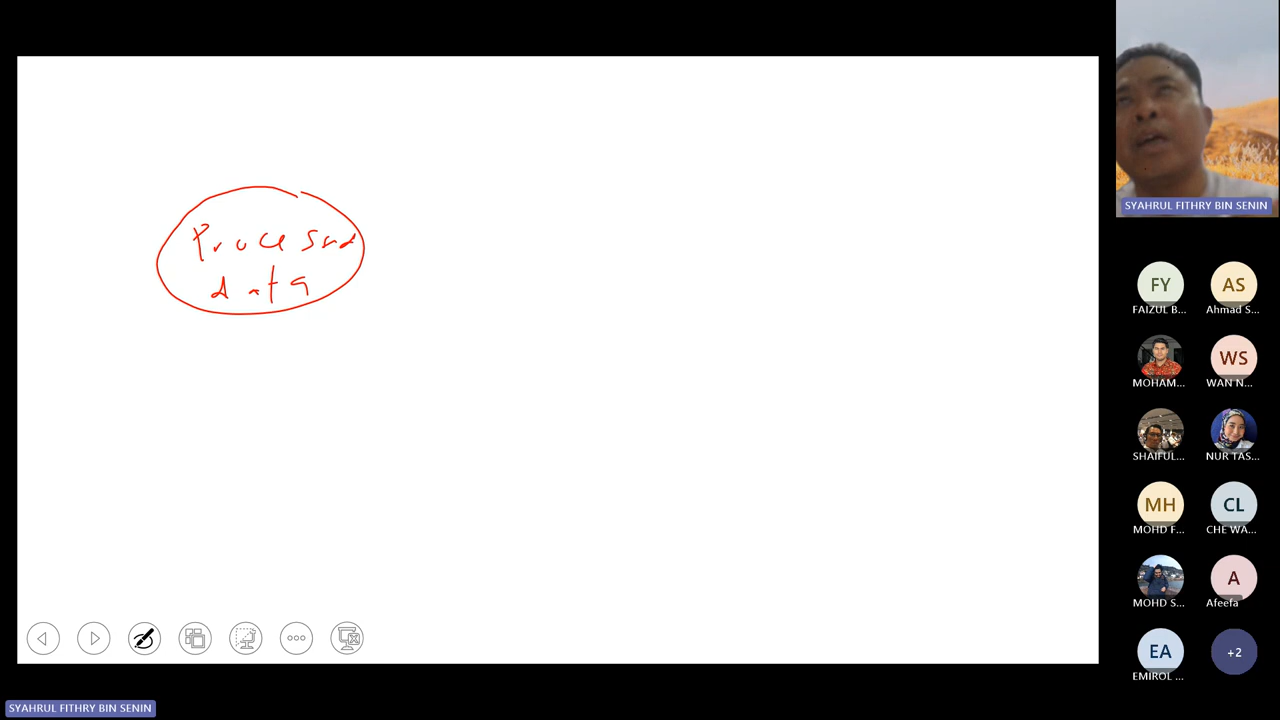 Processed
data
SYAHRUL FITHRY BIN SENIN
FY
AS
FAIZUL B...
Ahmad S...
WS
MOHAM...
WAN N...
SHAIFUL...
NUR TAS...
MH
CL
MOHD F...
CHE WA...
A
MOHD S...
Afeefa
EA
+2
EMIROL ...
SYAHRUL FITHRY BIN SENIN